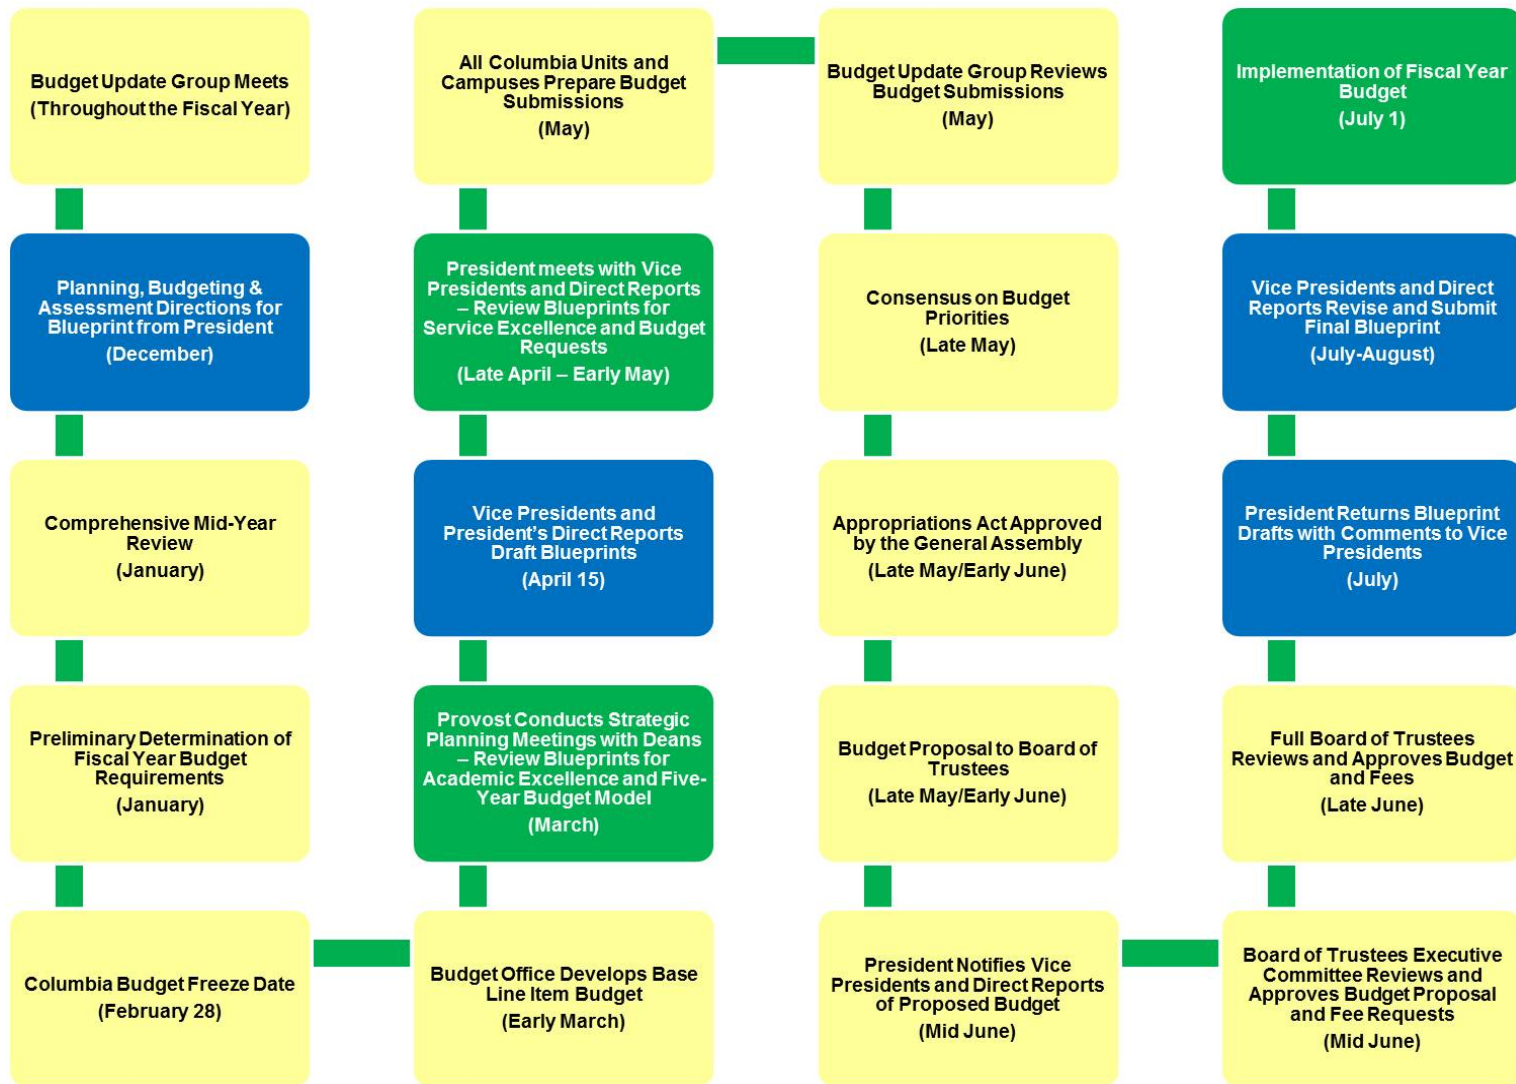 Budget Update Group Meets
(Throughout the Fiscal Year)
Planning, Budgeting &
Assessment Directions for
Blueprint from President
(December)
Comprehensive Mid-Year
Review
(January)
Preliminary Determination of
Fiscal Year Budget
Requirements
(January)
Columbia Budget Freeze Date
(February 28)
Budget Office Develops Base
Line Item Budget
(Early March)
Provost Conducts Strategic
Planning Meetings with Deans
– Review Blueprints for
Academic Excellence and Five-
Year Budget Model
(March)
Vice Presidents and
President’s Direct Reports
Draft Blueprints
(April 15)
President meets with Vice
Presidents and Direct Reports
– Review Blueprints for
Service Excellence and Budget
Requests
(Late April – Early May)
All Columbia Units and
Campuses Prepare Budget
Submissions
(May)
Budget Update Group Reviews
Budget Submissions
(May)
Consensus on Budget
Priorities
(Late May)
Appropriations Act Approved
by the General Assembly
(Late May/Early June)
Budget Proposal to Board of
Trustees
(Late May/Early June)
President Notifies Vice
Presidents and Direct Reports
of Proposed Budget
(Mid June)
Board of Trustees Executive
Committee Reviews and
Approves Budget Proposal
and Fee Requests
(Mid June)
Full Board of Trustees
Reviews and Approves Budget
and Fees
(Late June)
President Returns Blueprint
Drafts with Comments to Vice
Presidents
(July)
Vice Presidents and Direct
Reports Revise and Submit
Final Blueprint
(July-August)
Implementation of Fiscal Year
Budget
(July 1)